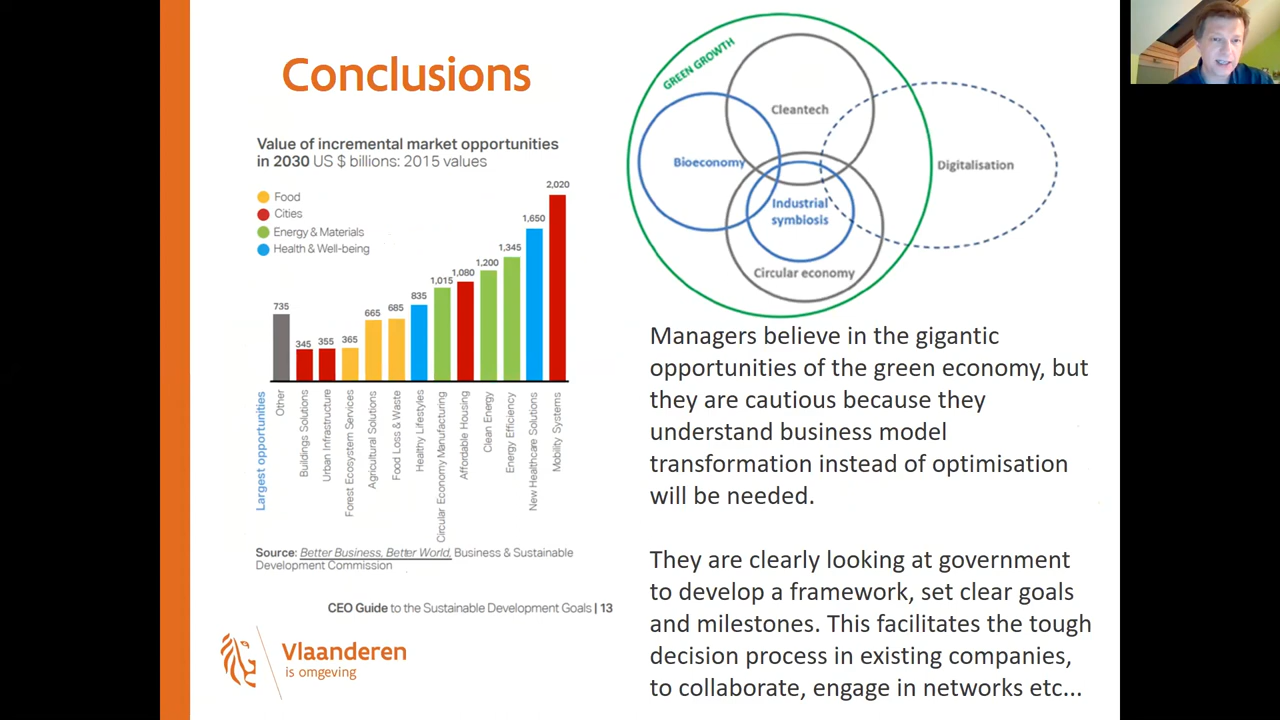 Conclusions
Value of incremental market opportunities
in 2030 US $ billions: 2015 values
Food
Cities
Energy & Materials
Health & Well-being
735
345
355
365
665
685
835
1,015
1,080
1,200
1,345
1,650
2,020
Largest opportunities
Other
Buildings Solutions
Urban Infrastructure
Forest Ecosystem Services
Agricultural Solutions
Food Loss & Waste
Healthy Lifestyles
Circular Economy Manufacturing
Affordable Housing
Clean Energy
Energy Efficiency
New Healthcare Solutions
Mobility Systems
Source: Better Business, Better World, Business & Sustainable
Development Commission
CEO Guide to the Sustainable Development Goals | 13
Vlaanderen
is omgeving
GREEN GROWTH
Cleantech
Bioeconomy
Digitalisation
Industrial
symbiosis
Circular economy
Managers believe in the gigantic
opportunities of the green economy, but
they are cautious because they
understand business model
transformation instead of optimisation
will be needed.
They are clearly looking at government
to develop a framework, set clear goals
and milestones. This facilitates the tough
decision process in existing companies,
to collaborate, engage in networks etc...